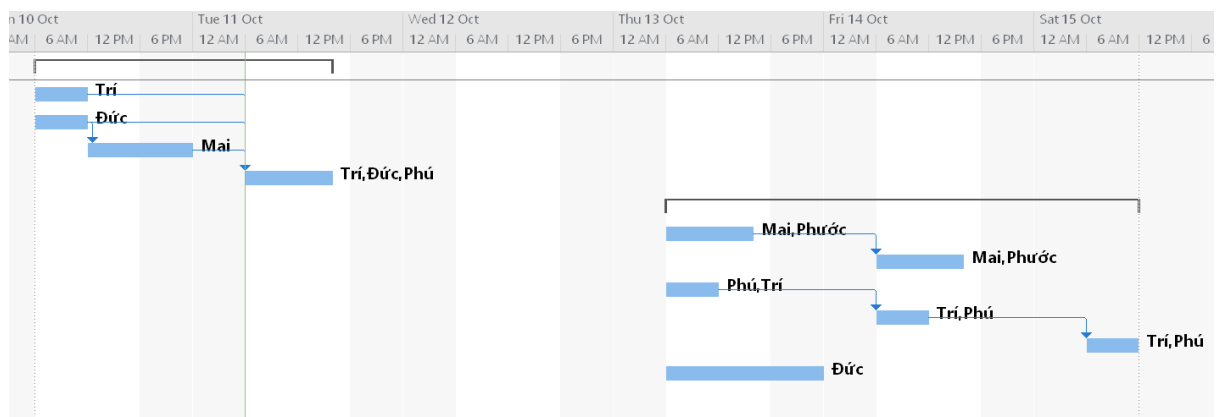 n 10 Oct Tue 11 Oct Wed 12 Oct Thu 13 Oct Fri 14 Oct Sat 15 Oct
AM 6 AM 12 PM 6 PM 12 AM 6 AM 12 PM 6 PM 12 AM 6 AM 12 PM 6 PM 12 AM 6 AM 12 PM 6 PM 12 AM 6 AM 12 PM 6 PM 12 AM 6 AM 12 PM 6
Trí
Đức
Mai
Trí,Đức,Phú
Mai,Phước
Mai,Phước
Phú,Trí
Trí,Phú
Trí,Phú
Đức